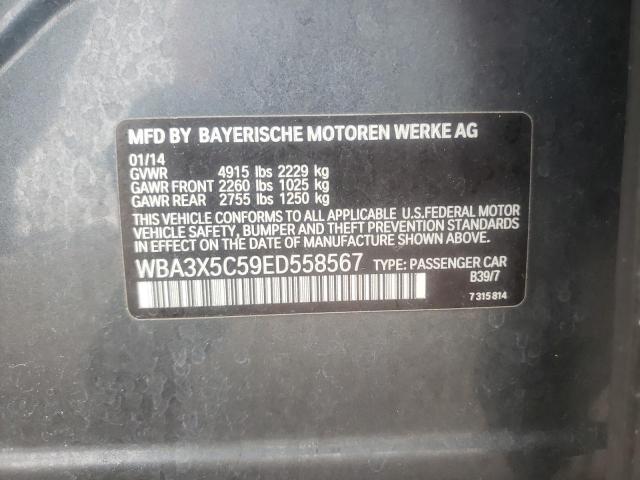 MFD BY BAYERISCHE MOTOREN WERKE AG
01/14
GVWR 4915 lbs 2229 kg
GAWR FRONT 2260 lbs 1025 kg
GAWR REAR 2755 lbs 1250 kg
THIS VEHICLE CONFORMS TO ALL APPLICABLE U.S.FEDERAL MOTOR
VEHICLE SAFETY, BUMPER AND THEFT PREVENTION STANDARDS
IN EFFECT ON THE DATE OF MANUFACTURE SHOWN ABOVE.
WBA3X5C59ED558567 TYPE: PASSENGER CAR
B39/7
7 315 814